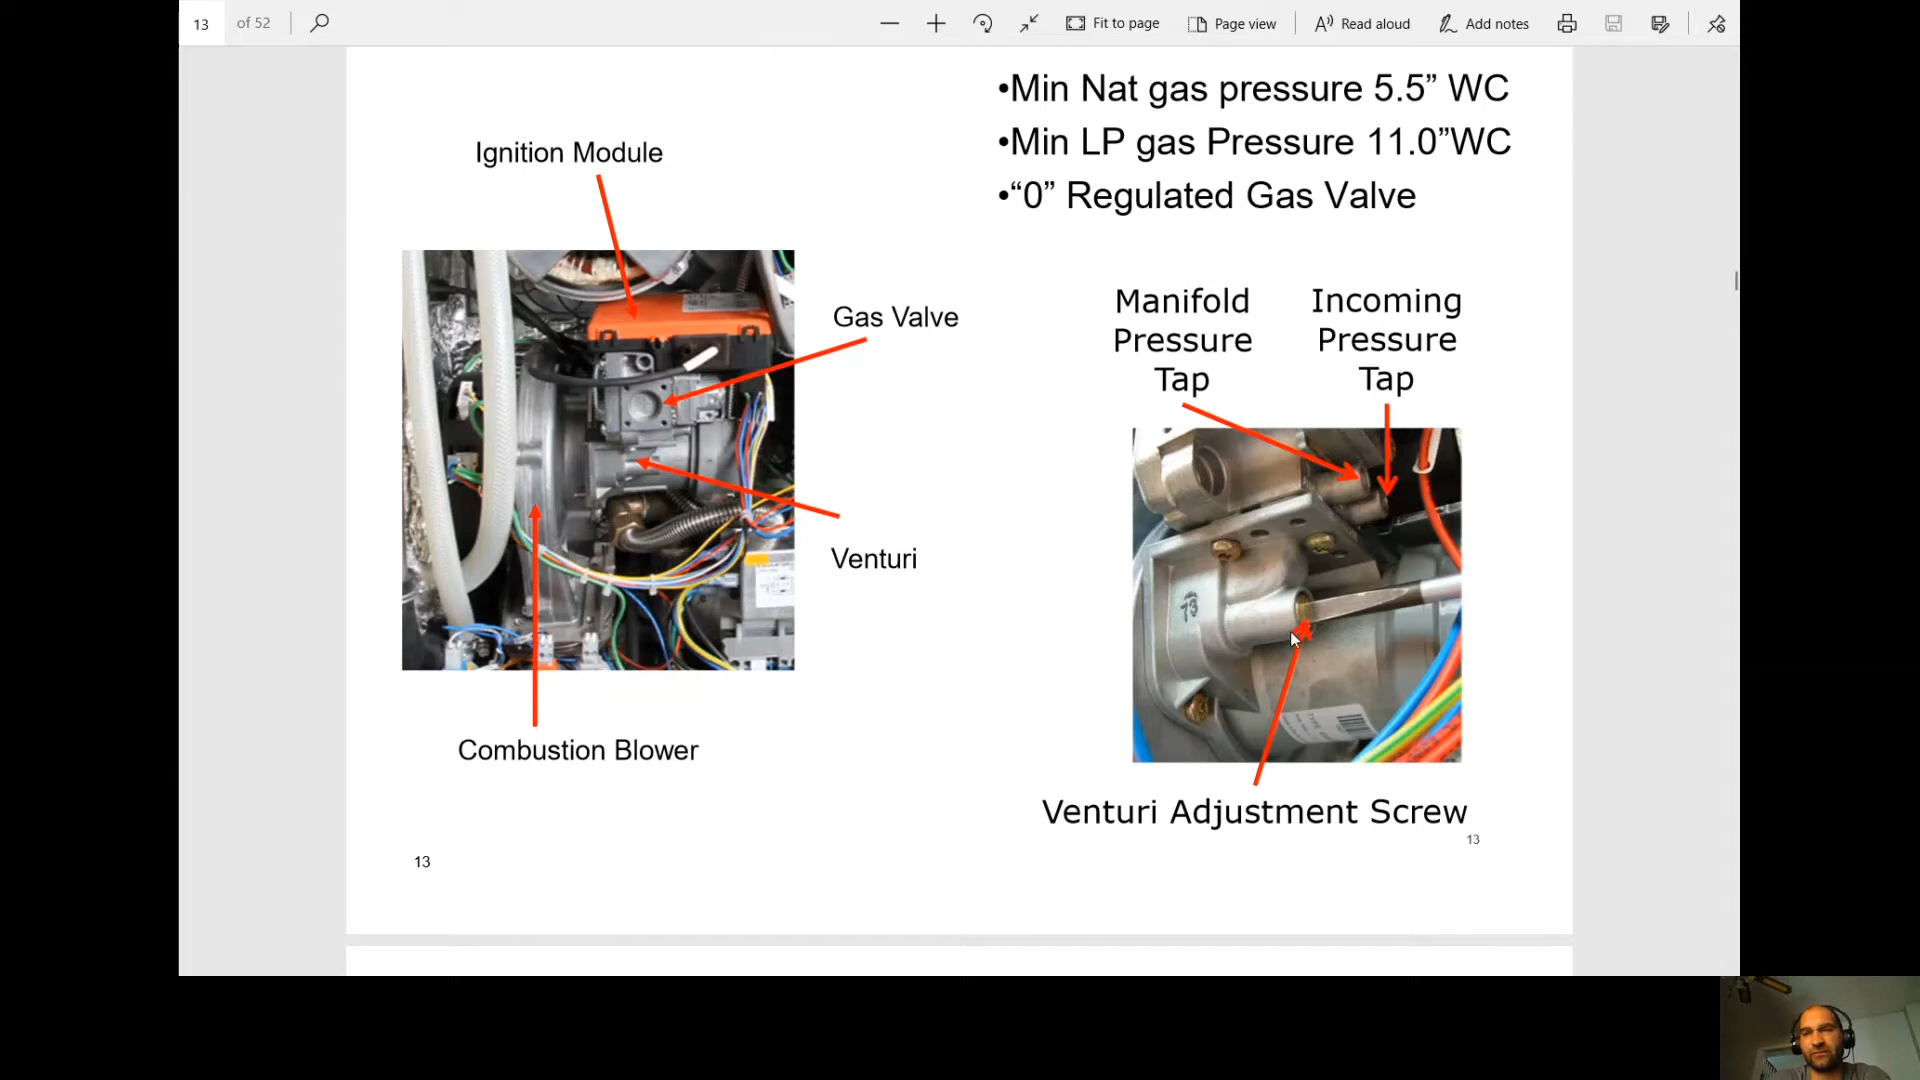 13 of 52
Fit to page
Page view
Read aloud
Add notes
•Min Nat gas pressure 5.5” WC
•Min LP gas Pressure 11.0”WC
•“0” Regulated Gas Valve
Ignition Module
Gas Valve
Venturi
Combustion Blower
Manifold
Pressure
Tap
Incoming
Pressure
Tap
73
Venturi Adjustment Screw
13
13